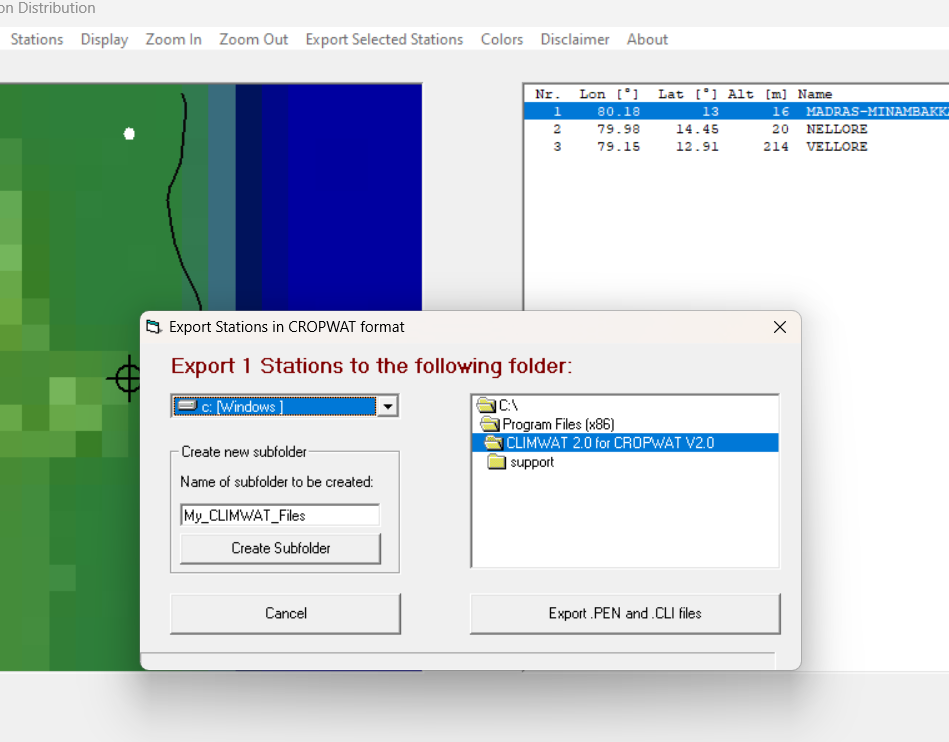 on Distribution
Stations Display Zoom In Zoom Out Export Selected Stations Colors Disclaimer About
Nr. Lon [°] Lat [°] Alt [m] Name
1 80.18 13 16 MADRAS-MINAMBAKK
2 79.98 14.45 20 NELLORE
3 79.15 12.91 214 VELLORE
Export Stations in CROPWAT format
Export 1 Stations to the following folder:
c: [Windows ]
C:\
Program Files (x86)
CLIMWAT 2.0 for CROPWAT V2.0
support
Create new subfolder
Name of subfolder to be created:
My_CLIMWAT_Files
Create Subfolder
Cancel
Export .PEN and .CLI files